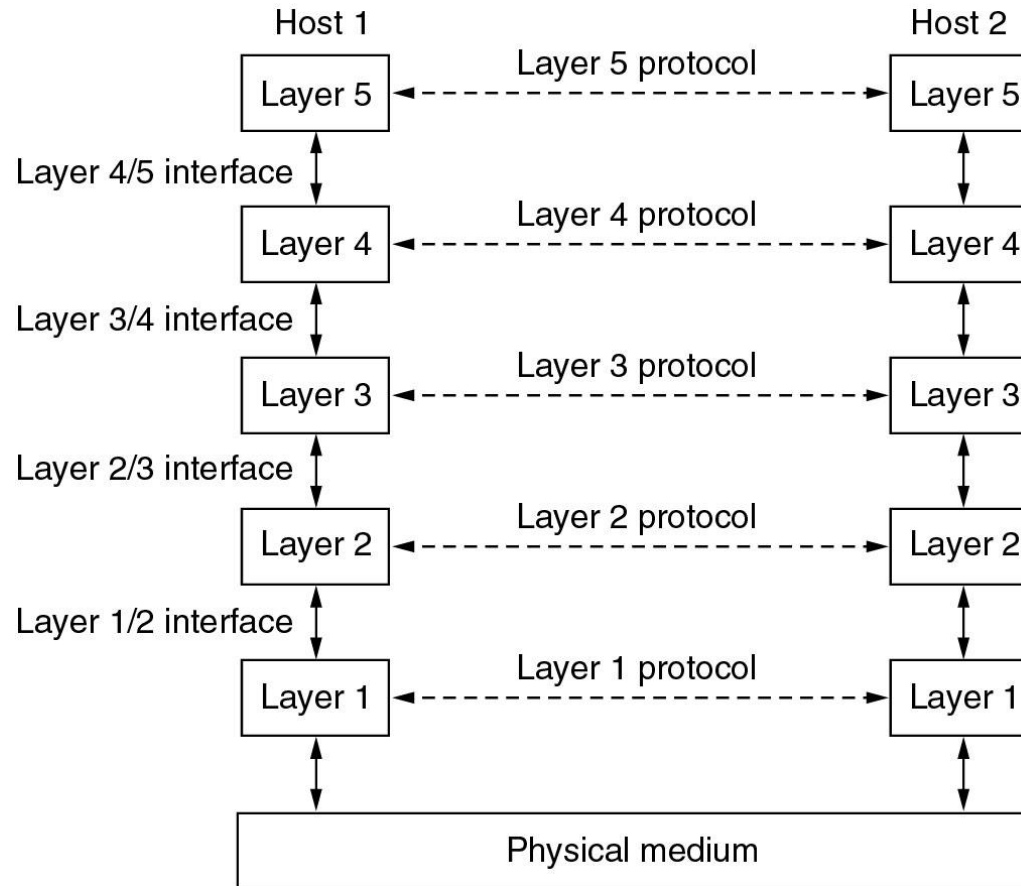 Host 1
Host 2
Layer 5
Layer 5 protocol
Layer 5
Layer 4/5 interface
Layer 4
Layer 4 protocol
Layer 4
Layer 3/4 interface
Layer 3
Layer 3 protocol
Layer 3
Layer 2/3 interface
Layer 2
Layer 2 protocol
Layer 2
Layer 1/2 interface
Layer 1
Layer 1 protocol
Layer 1
Physical medium